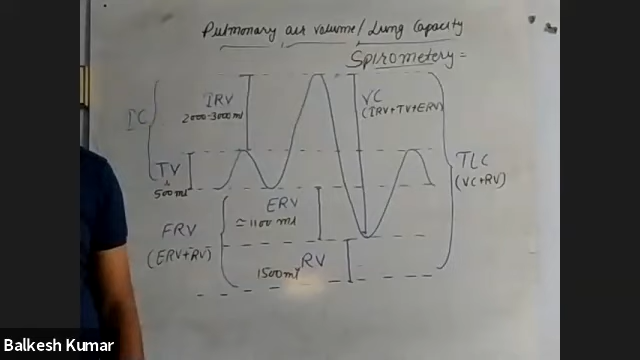 Pulmonary air volume/Lung Capacity
Spirometery =
IC
IRV
2000-3000 ml
VC
(IRV+TV+ERV)
TV
500 ml
TLC
(VC+RV)
ERV
≃1100 ml
FRV
(ERV+RV)
RV
1500 ml
Balkesh Kumar